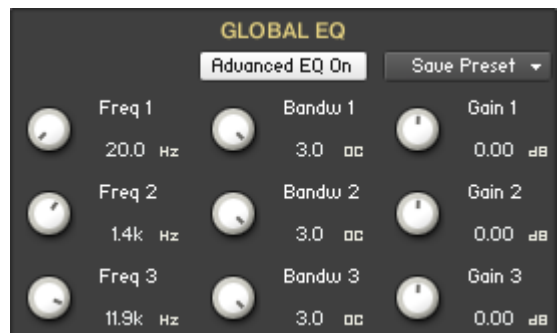 GLOBAL EQ
Advanced EQ On Save Preset
Freq 1 Bandw 1 Gain 1
20.0 Hz 3.0 OC 0.00 dB
Freq 2 Bandw 2 Gain 2
1.4k Hz 3.0 OC 0.00 dB
Freq 3 Bandw 3 Gain 3
11.9k Hz 3.0 OC 0.00 dB